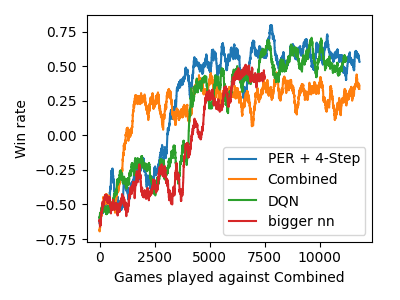 0.75
0.50
0.25
0.00
−0.25
−0.50
−0.75
Win rate
PER + 4-Step
Combined
DQN
bigger nn
0 2500 5000 7500 10000
Games played against Combined